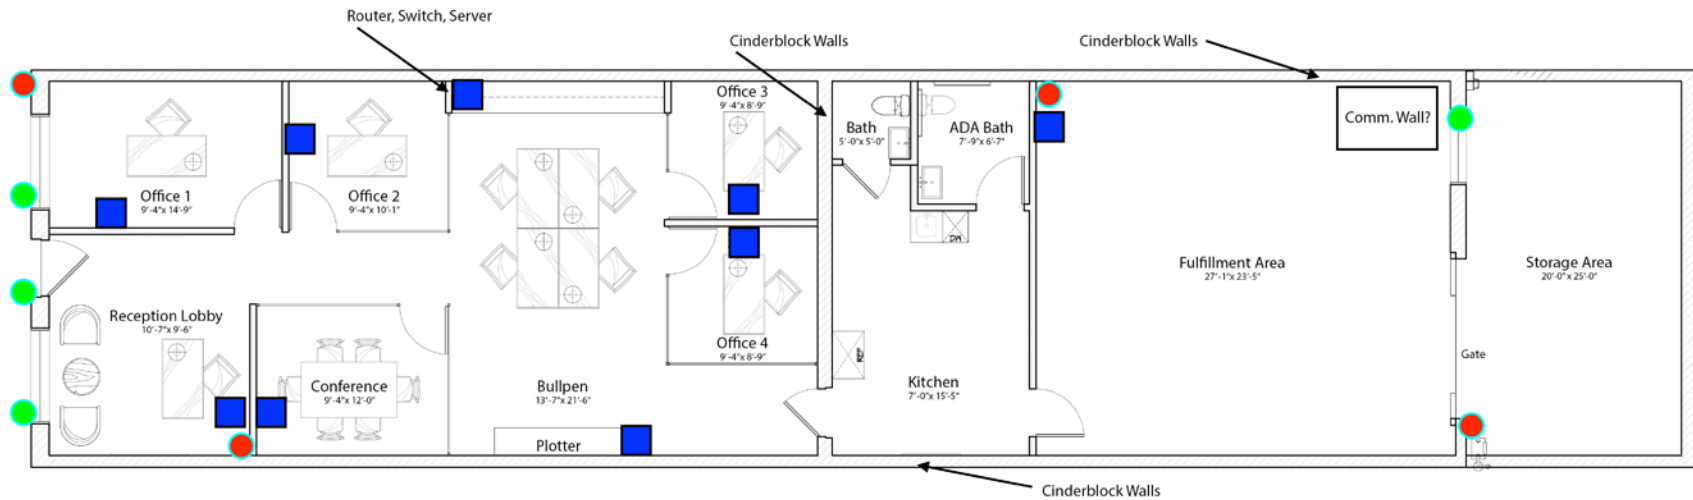 Router, Switch, Server
Cinderblock Walls
Cinderblock Walls
Office 3
9'-4"x 8'-9"
Comm. Wall?
Bath
5'-0"x 5'-0"
ADA Bath
7'-9"x 6'-7"
Office 1
9'-4"x 14'-9"
Office 2
9'-4"x 10'-1"
DW
Fulfillment Area
27'-1"x 23'-5"
Storage Area
20'-0"x 25'-0"
Reception Lobby
10'-7"x 9'-6"
Office 4
9'-4"x 8'-9"
REF
Gate
Conference
9'-4"x 12'-0"
Bullpen
13'-7"x 21'-6"
Kitchen
7'-0"x 15'-5"
Plotter
Cinderblock Walls